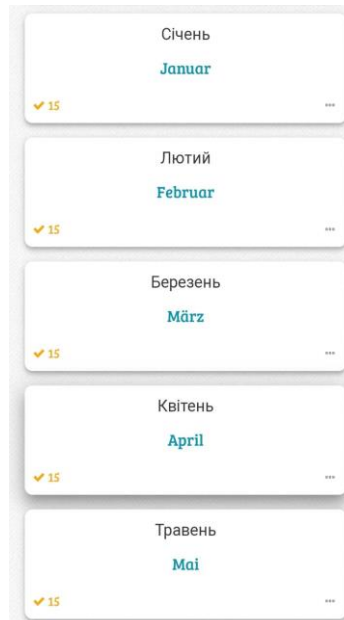 Січень
Januar
15
Лютий
Februar
15
Березень
März
15
Квітень
April
15
Травень
Mai
15